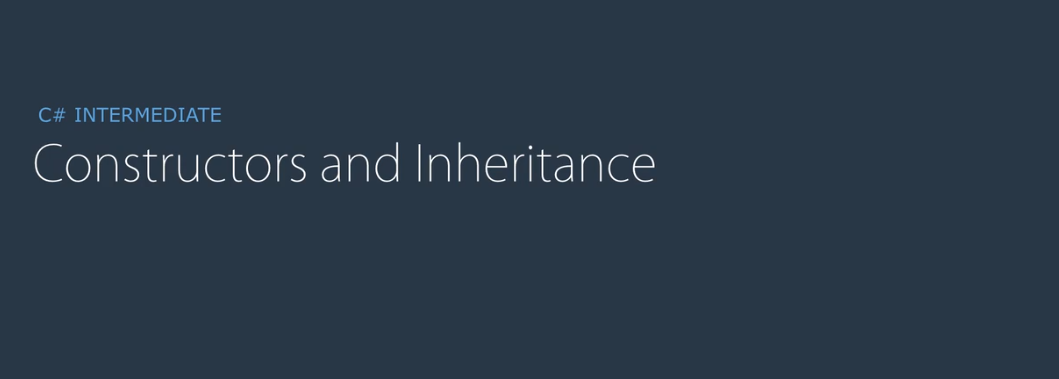 C# INTERMEDIATE
Constructors and Inheritance